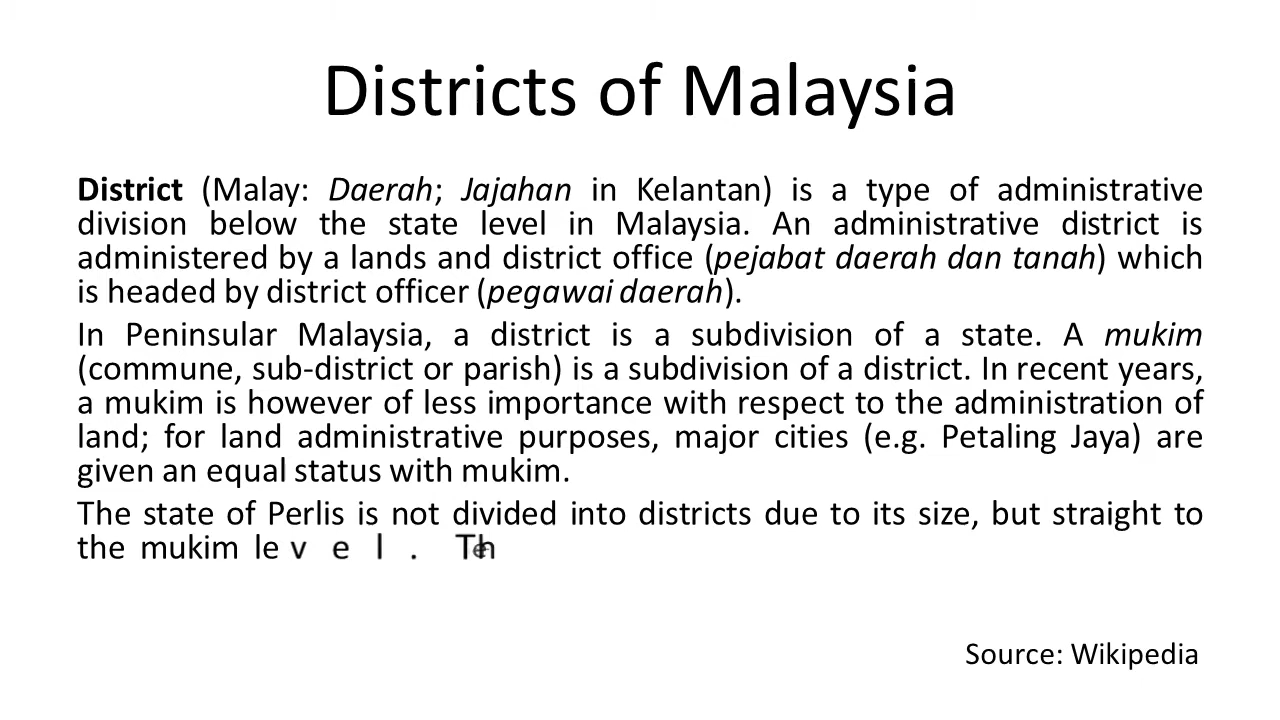 Districts of Malaysia
District (Malay: Daerah; Jajahan in Kelantan) is a type of administrative
division below the state level in Malaysia. An administrative district is
administered by a lands and district office (pejabat daerah dan tanah) which
is headed by district officer (pegawai daerah).
In Peninsular Malaysia, a district is a subdivision of a state. A mukim
(commune, sub-district or parish) is a subdivision of a district. In recent years,
a mukim is however of less importance with respect to the administration of
land; for land administrative purposes, major cities (e.g. Petaling Jaya) are
given an equal status with mukim.
The state of Perlis is not divided into districts due to its size, but straight to
the mukim level.
Source: Wikipedia